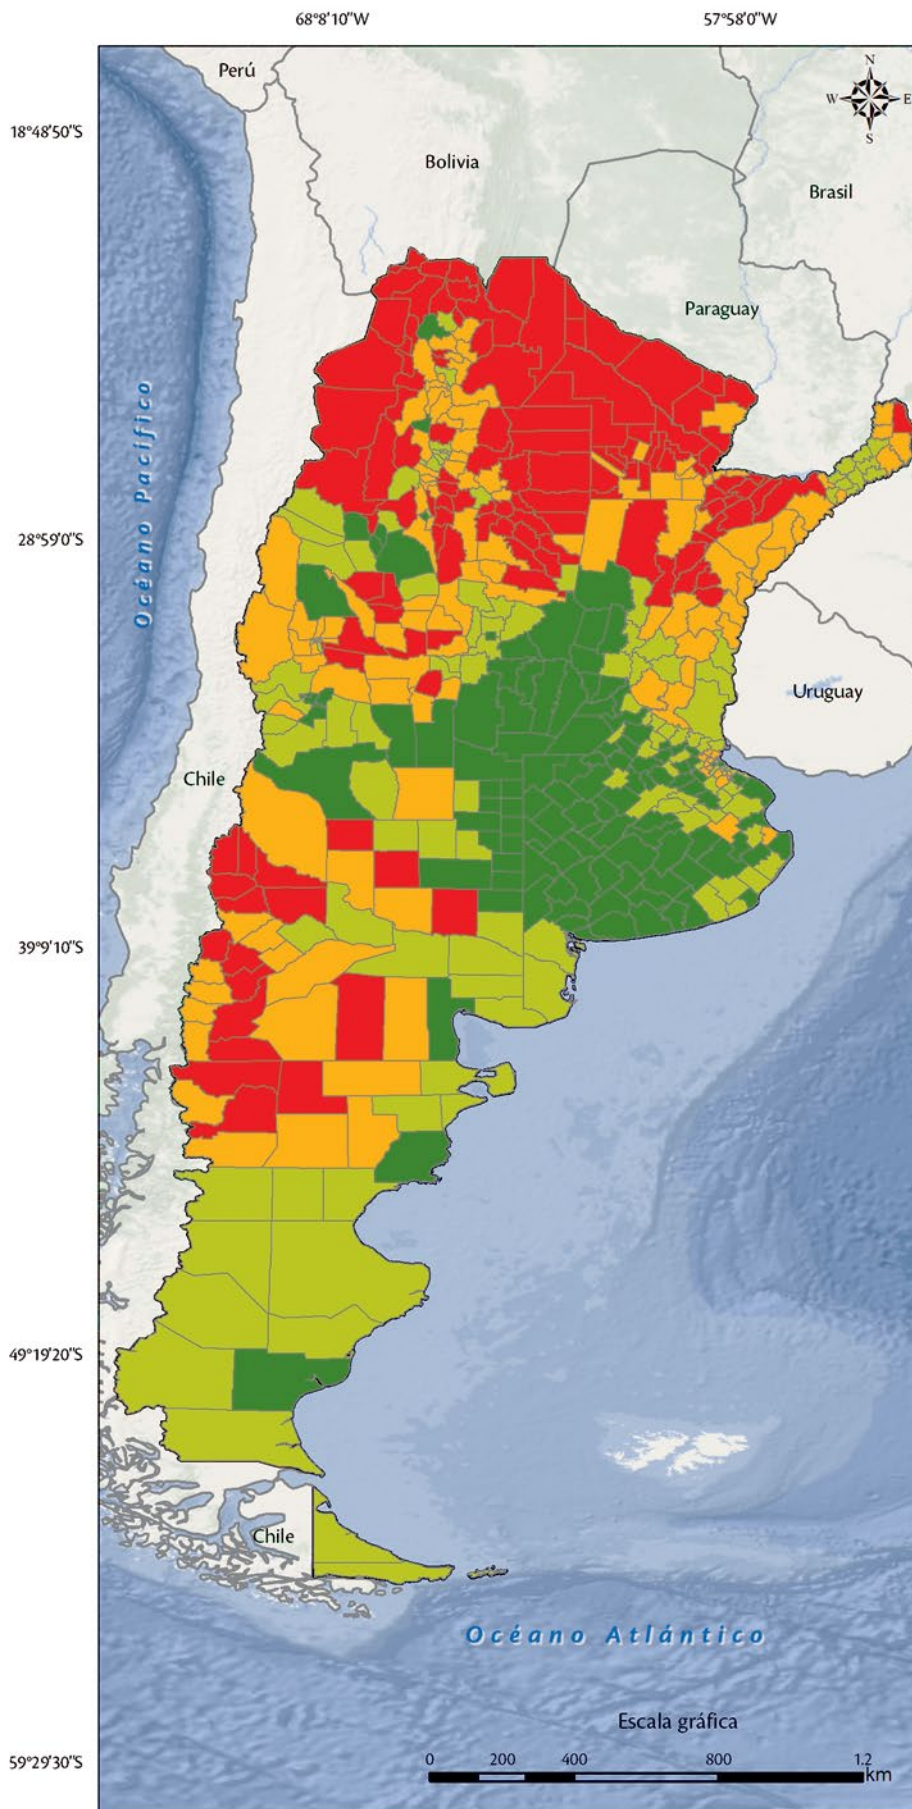 68°8'10"W
57°58'0"W
Perú
N
W
E
S
18°48'50"S
Bolivia
Brasil
Paraguay
Océano Pacífico
28°59'0"S
Uruguay
Chile
39°9'10"S
49°19'20"S
Chile
Océano Atlántico
Escala gráfica
59°29'30"S
0 200 400 800 1.2
km